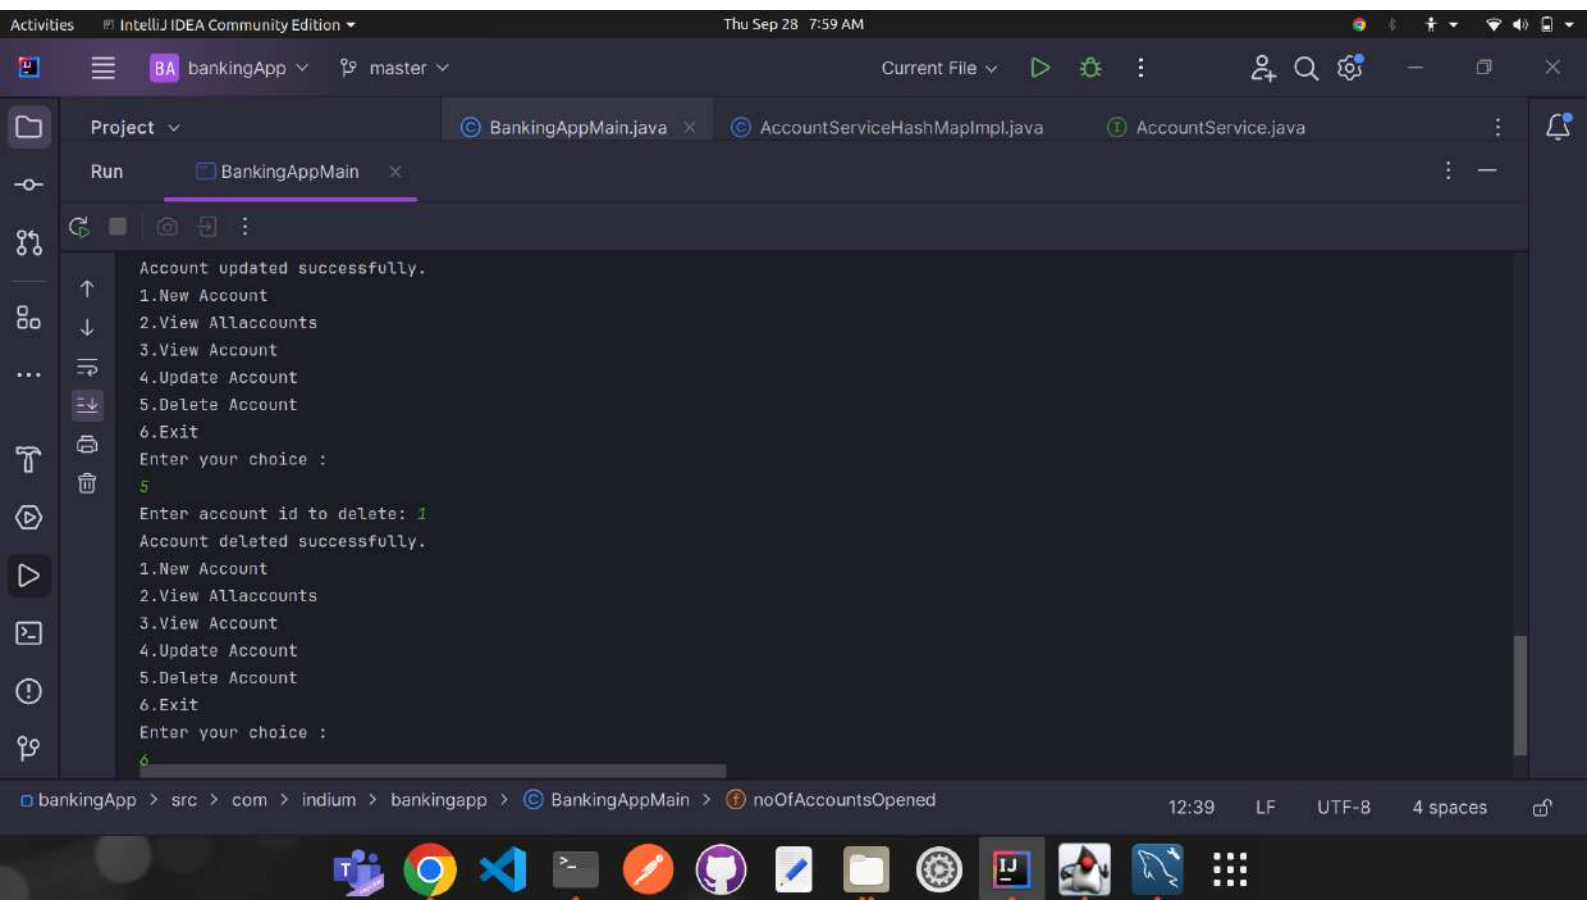 Activities IntelliJ IDEA Community Edition Thu Sep 28 7:59 AM
BA bankingApp master Current File
Project BankingAppMain.java AccountServiceHashMapImpl.java AccountService.java
Run BankingAppMain
Account updated successfully.
1.New Account
2.View Allaccounts
3.View Account
4.Update Account
5.Delete Account
6.Exit
Enter your choice :
5
Enter account id to delete: 1
Account deleted successfully.
1.New Account
2.View Allaccounts
3.View Account
4.Update Account
5.Delete Account
6.Exit
Enter your choice :
6
bankingApp > src > com > indium > bankingapp > BankingAppMain > noOfAccountsOpened 12:39 LF UTF-8 4 spaces